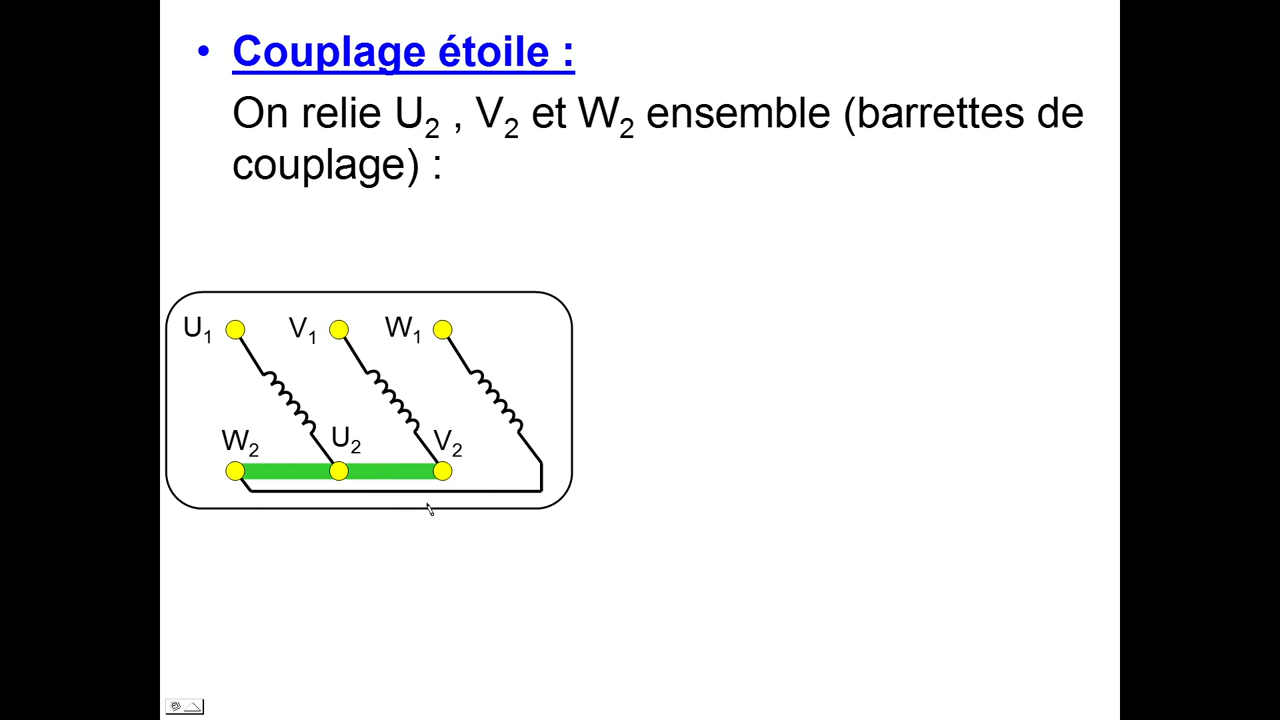 • Couplage étoile :
On relie U₂ , V₂ et W₂ ensemble (barrettes de
couplage) :
U₁ V₁ W₁
W₂ U₂ V₂